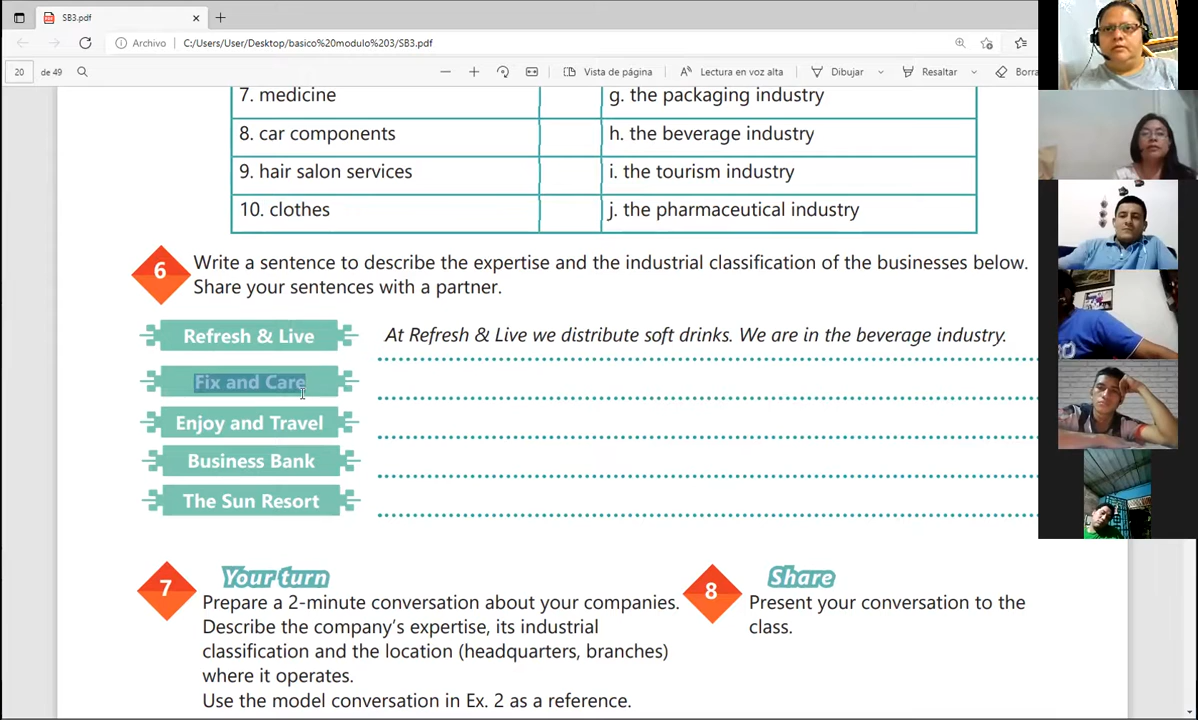 SB3.pdf
Archivo C:/Users/User/Desktop/basico%20modulo%203/SB3.pdf
20 de 49 Vista de página Lectura en voz alta Dibujar Resaltar Borra
7. medicine g. the packaging industry
8. car components h. the beverage industry
9. hair salon services i. the tourism industry
10. clothes j. the pharmaceutical industry
6 Write a sentence to describe the expertise and the industrial classification of the businesses below.
Share your sentences with a partner.
Refresh & Live At Refresh & Live we distribute soft drinks. We are in the beverage industry.
Fix and Care
Enjoy and Travel
Business Bank
The Sun Resort
7 Your turn
Prepare a 2-minute conversation about your companies.
Describe the company's expertise, its industrial
classification and the location (headquarters, branches)
where it operates.
Use the model conversation in Ex. 2 as a reference.
8 Share
Present your conversation to the
class.